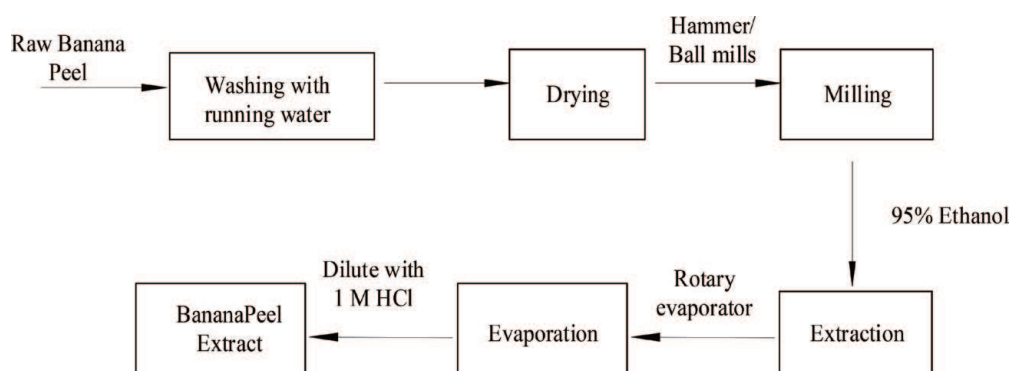 Raw Banana
Peel
Washing with
running water
Drying
Hammer/
Ball mills
Milling
95% Ethanol
Extraction
Rotary
evaporator
Evaporation
Dilute with
1 M HCl
BananaPeel
Extract